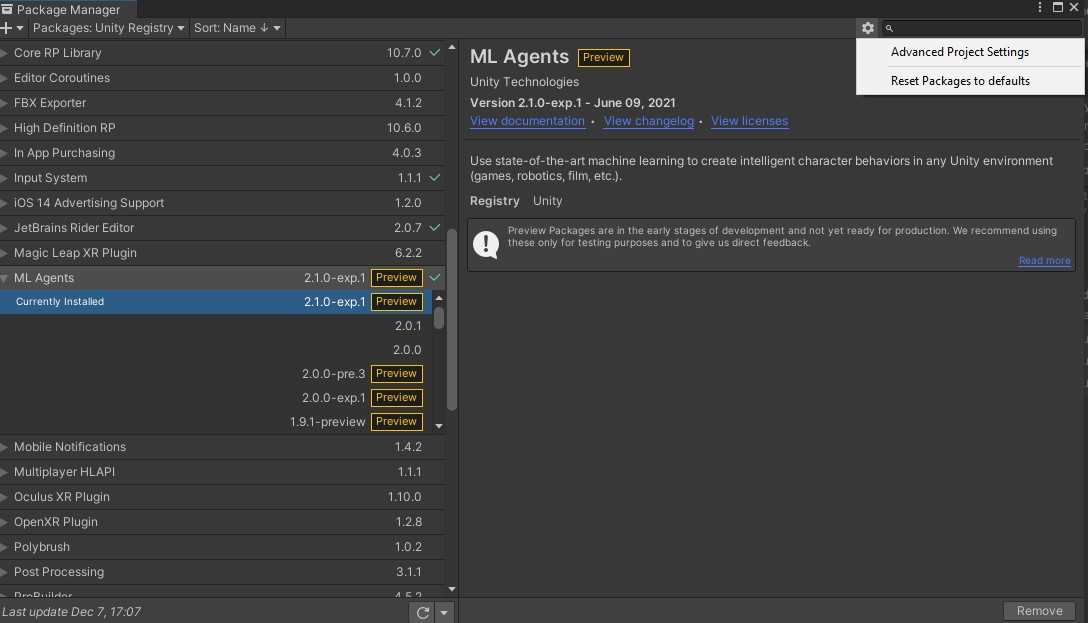 Package Manager
Packages: Unity Registry Sort: Name
Advanced Project Settings
Reset Packages to defaults
Core RP Library 10.7.0
Editor Coroutines 1.0.0
FBX Exporter 4.1.2
High Definition RP 10.6.0
In App Purchasing 4.0.3
Input System 1.1.1
iOS 14 Advertising Support 1.2.0
JetBrains Rider Editor 2.0.7
Magic Leap XR Plugin 6.2.2
ML Agents 2.1.0-exp.1 Preview
Currently Installed 2.1.0-exp.1 Preview
2.0.1
2.0.0
2.0.0-pre.3 Preview
2.0.0-exp.1 Preview
1.9.1-preview Preview
Mobile Notifications 1.4.2
Multiplayer HLAPI 1.1.1
Oculus XR Plugin 1.10.0
OpenXR Plugin 1.2.8
Polybrush 1.0.2
Post Processing 3.1.1
ProBuilder 4.5.2
Last update Dec 7, 17:07
ML Agents Preview
Unity Technologies
Version 2.1.0-exp.1 - June 09, 2021
View documentation • View changelog • View licenses
Use state-of-the-art machine learning to create intelligent character behaviors in any Unity environment
(games, robotics, film, etc.).
Registry Unity
Preview Packages are in the early stages of development and not yet ready for production. We recommend using
these only for testing purposes and to give us direct feedback.
Read more
Remove